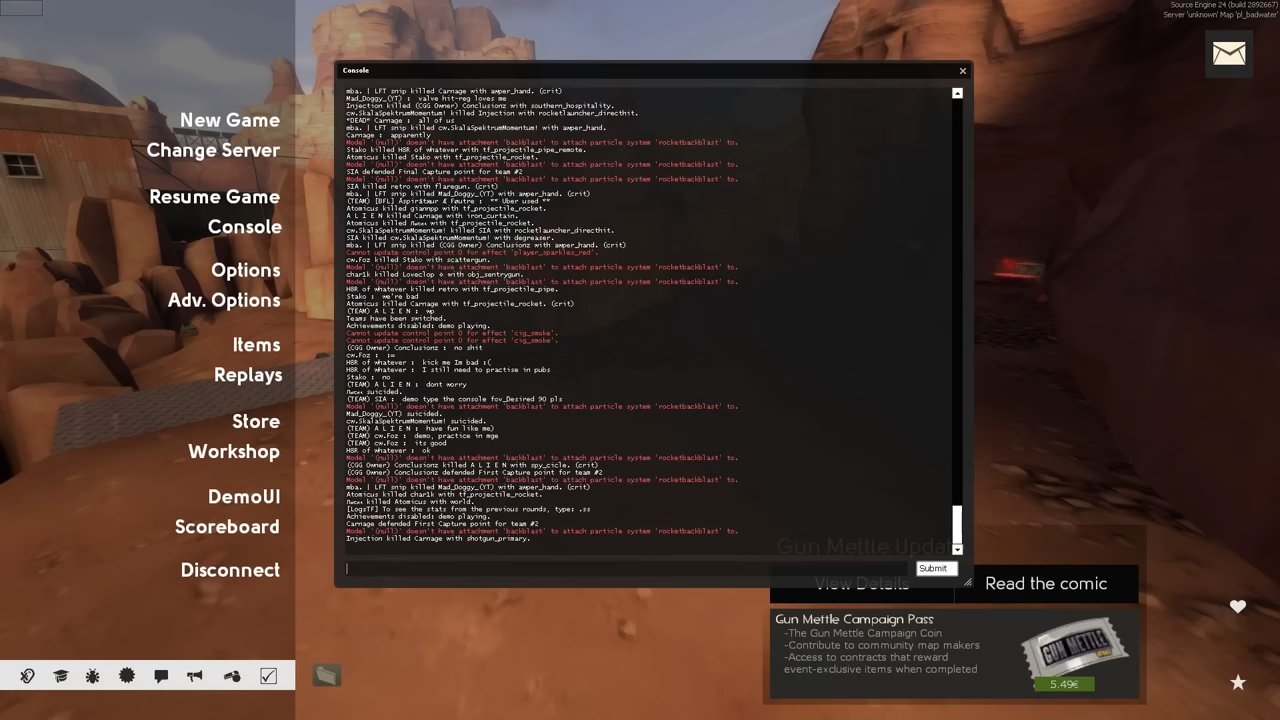 Source Engine 24 (build 2892667)
Server 'unknown' Map 'pl_badwater'
New Game
Change Server
Resume Game
Console
Options
Adv. Options
Items
Replays
Store
Workshop
DemoUI
Scoreboard
Disconnect
Console
mba. | LFT snip killed Carnage with awper_hand. (crit)
Mad_Doggy_(YT) :  valve hit-reg loves me
Injection killed (CGG Owner) Conclusionz with southern_hospitality.
cw.SkalaSpektrumMomentum! killed Injection with rocketlauncher_directhit.
*DEAD* Carnage :  all of us
mba. | LFT snip killed cw.SkalaSpektrumMomentum! with awper_hand.
Carnage :  apparently
Model '(null)' doesn't have attachment 'backblast' to attach particle system 'rocketbackblast' to.
Stako killed H8R of whatever with tf_projectile_pipe_remote.
Atomicus killed Stako with tf_projectile_rocket.
Model '(null)' doesn't have attachment 'backblast' to attach particle system 'rocketbackblast' to.
SIA defended Final Capture point for team #2
Model '(null)' doesn't have attachment 'backblast' to attach particle system 'rocketbackblast' to.
SIA killed retro with flaregun. (crit)
mba. | LFT snip killed Mad_Doggy_(YT) with awper_hand. (crit)
(TEAM) [BFL] Aspirateur & Foutre :  ** Uber used **
Atomicus killed giannpp with tf_projectile_rocket.
A L I E N killed Carnage with iron_curtain.
Atomicus killed with tf_projectile_rocket.
cw.SkalaSpektrumMomentum! killed SIA with rocketlauncher_directhit.
SIA killed cw.SkalaSpektrumMomentum! with degreaser.
mba. | LFT snip killed (CGG Owner) Conclusionz with awper_hand. (crit)
Cannot update control point 0 for effect 'player_sparkles_red'.
cw.Foz killed Stako with scattergun.
Model '(null)' doesn't have attachment 'backblast' to attach particle system 'rocketbackblast' to.
char1k killed Loveclop with obj_sentrygun.
Model '(null)' doesn't have attachment 'backblast' to attach particle system 'rocketbackblast' to.
H8R of whatever killed retro with tf_projectile_pipe.
Stako :  we're bad
Atomicus killed Carnage with tf_projectile_rocket. (crit)
(TEAM) A L I E N :  wp
Teams have been switched.
Achievements disabled: demo playing.
Cannot update control point 0 for effect 'cig_smoke'.
Cannot update control point 0 for effect 'cig_smoke'.
(CGG Owner) Conclusionz :  no shit
cw.Foz :  :=
H8R of whatever :  kick me Im bad :(
H8R of whatever :  I still need to practise in pubs
Stako :  no
(TEAM) A L I E N :  dont worry
suicided.
(TEAM) SIA :  demo type the console fov_Desired 90 pls
Model '(null)' doesn't have attachment 'backblast' to attach particle system 'rocketbackblast' to.
Mad_Doggy_(YT) suicided.
cw.SkalaSpektrumMomentum! suicided.
(TEAM) A L I E N :  have fun like me)
(TEAM) cw.Foz :  demo, practice in mge
(TEAM) cw.Foz :  its good
H8R of whatever :  ok
Model '(null)' doesn't have attachment 'backblast' to attach particle system 'rocketbackblast' to.
(CGG Owner) Conclusionz killed A L I E N with spy_cicle. (crit)
(CGG Owner) Conclusionz defended First Capture point for team #2
Model '(null)' doesn't have attachment 'backblast' to attach particle system 'rocketbackblast' to.
mba. | LFT snip killed Mad_Doggy_(YT) with awper_hand. (crit)
Atomicus killed char1k with tf_projectile_rocket.
killed Atomicus with world.
[LogsTF] To see the stats from the previous rounds, type: .ss
Achievements disabled: demo playing.
Carnage defended First Capture point for team #2
Model '(null)' doesn't have attachment 'backblast' to attach particle system 'rocketbackblast' to.
Injection killed Carnage with shotgun_primary.
Submit
Gun Mettle Update
View Details
Read the comic
Gun Mettle Campaign Pass
-The Gun Mettle Campaign Coin
-Contribute to community map makers
-Access to contracts that reward
event-exclusive items when completed
GUN METTLE
5.49€